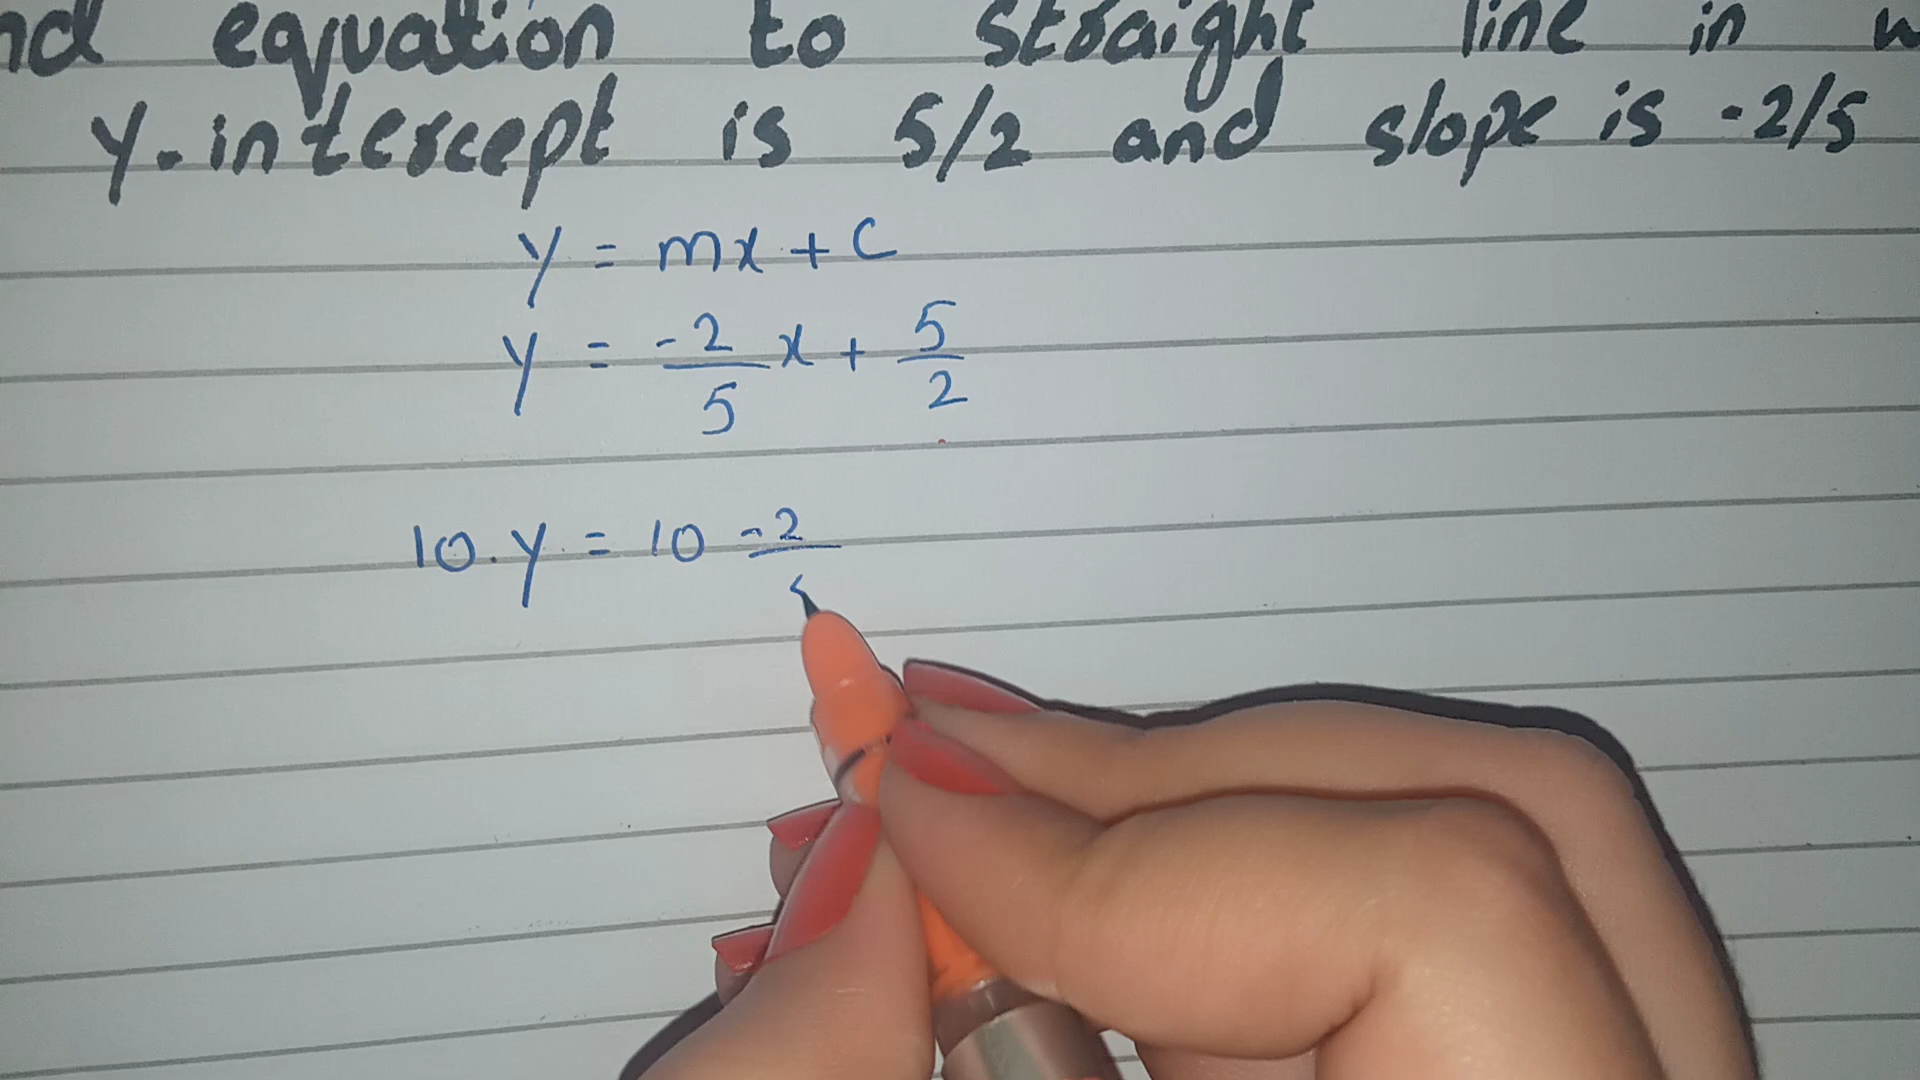 nd equation to straight line in w
y-intercept is 5/2 and slope is -2/5
y = mx + c
y = -2/5 x + 5/2
10.y = 10 -2/